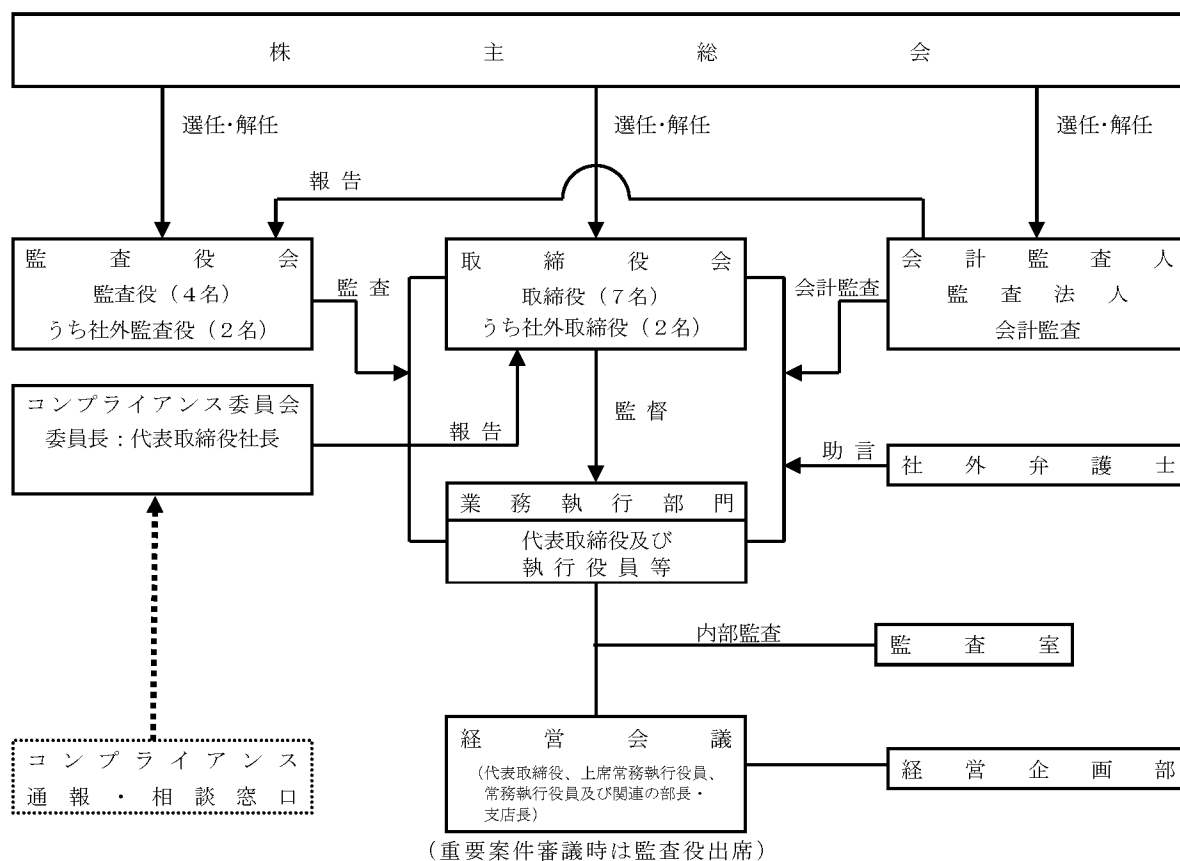 株主総会
選任・解任
選任・解任
選任・解任
報告
監査役会
監査役（４名）
うち社外監査役（２名）
監査
取締役会
取締役（７名）
うち社外取締役（２名）
会計監査
会計監査人
監査法人
会計監査
コンプライアンス委員会
委員長：代表取締役社長
報告
監督
助言
社外弁護士
業務執行部門
代表取締役及び
執行役員等
内部監査
監査室
コンプライアンス
通報・相談窓口
経営会議
（代表取締役、上席常務執行役員、
常務執行役員及び関連の部長・
支店長）
経営企画部
（重要案件審議時は監査役出席）